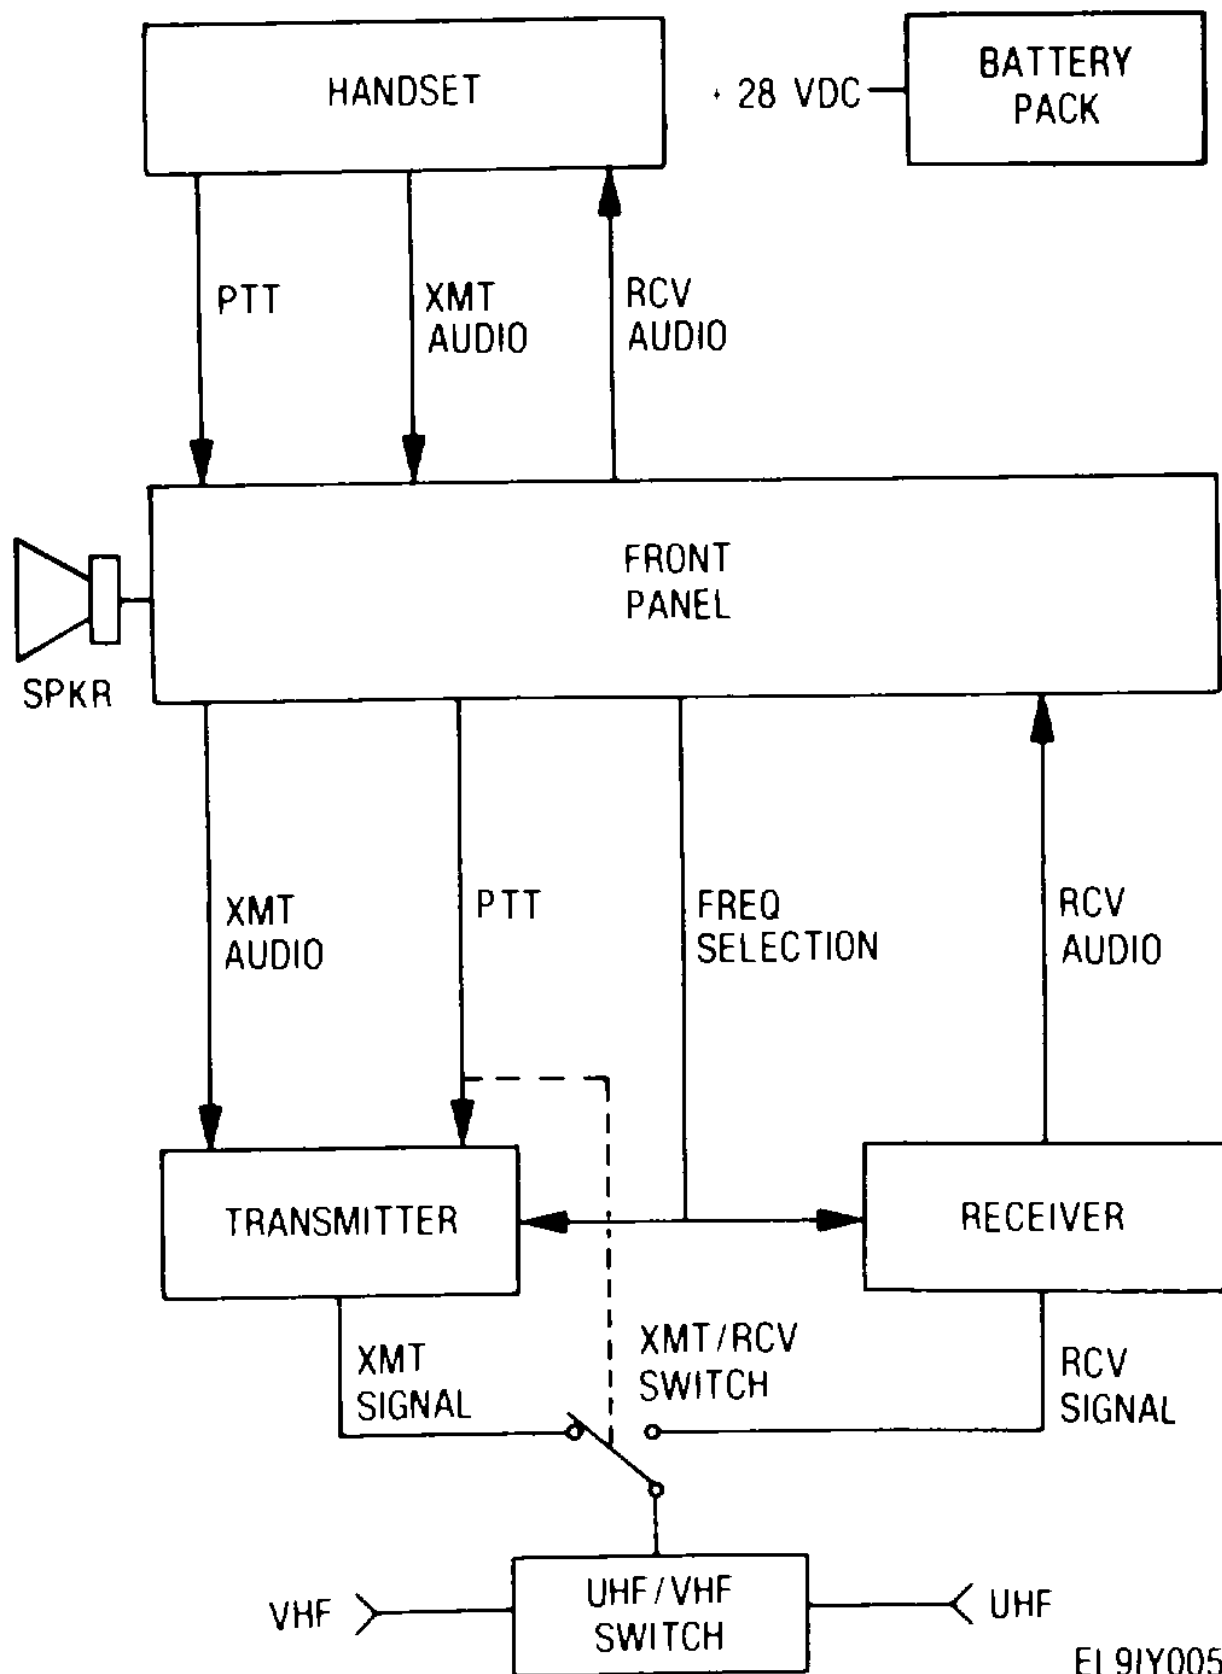 HANDSET
+ 28 VDC
BATTERY
PACK
PTT
XMT
AUDIO
RCV
AUDIO
FRONT
PANEL
SPKR
XMT
AUDIO
PTT
FREQ
SELECTION
RCV
AUDIO
TRANSMITTER
RECEIVER
XMT
SIGNAL
XMT/RCV
SWITCH
RCV
SIGNAL
VHF
UHF/VHF
SWITCH
UHF
EL9IY005